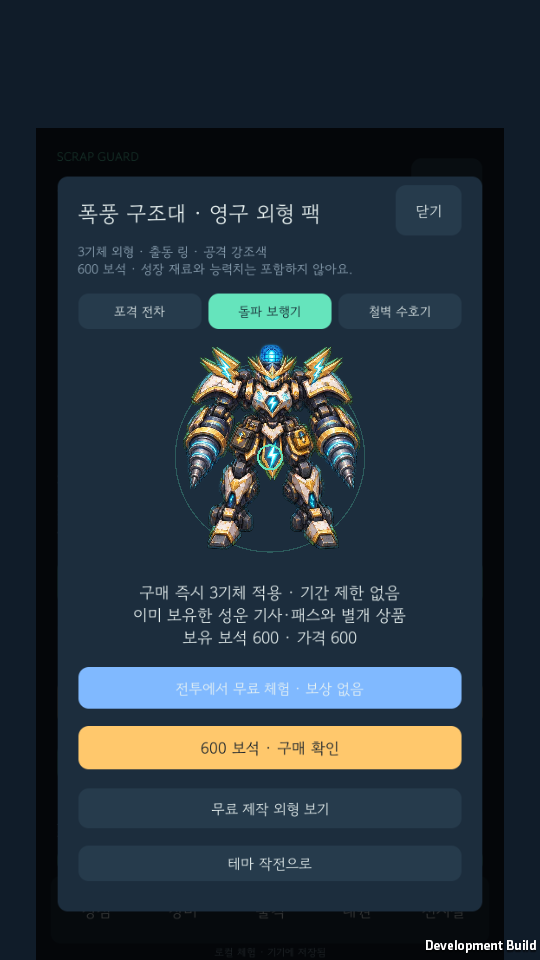 SCRAP GUARD
폭풍 구조대 · 영구 외형 팩
닫기
3기체 외형 · 출동 링 · 공격 강조색
600 보석 · 성장 재료와 능력치는 포함하지 않아요.
포격 전차
돌파 보행기
철벽 수호기
구매 즉시 3기체 적용 · 기간 제한 없음
이미 보유한 성운 기사·패스와 별개 상품
보유 보석 600 · 가격 600
전투에서 무료 체험 · 보상 없음
600 보석 · 구매 확인
무료 제작 외형 보기
테마 작전으로
Development Build